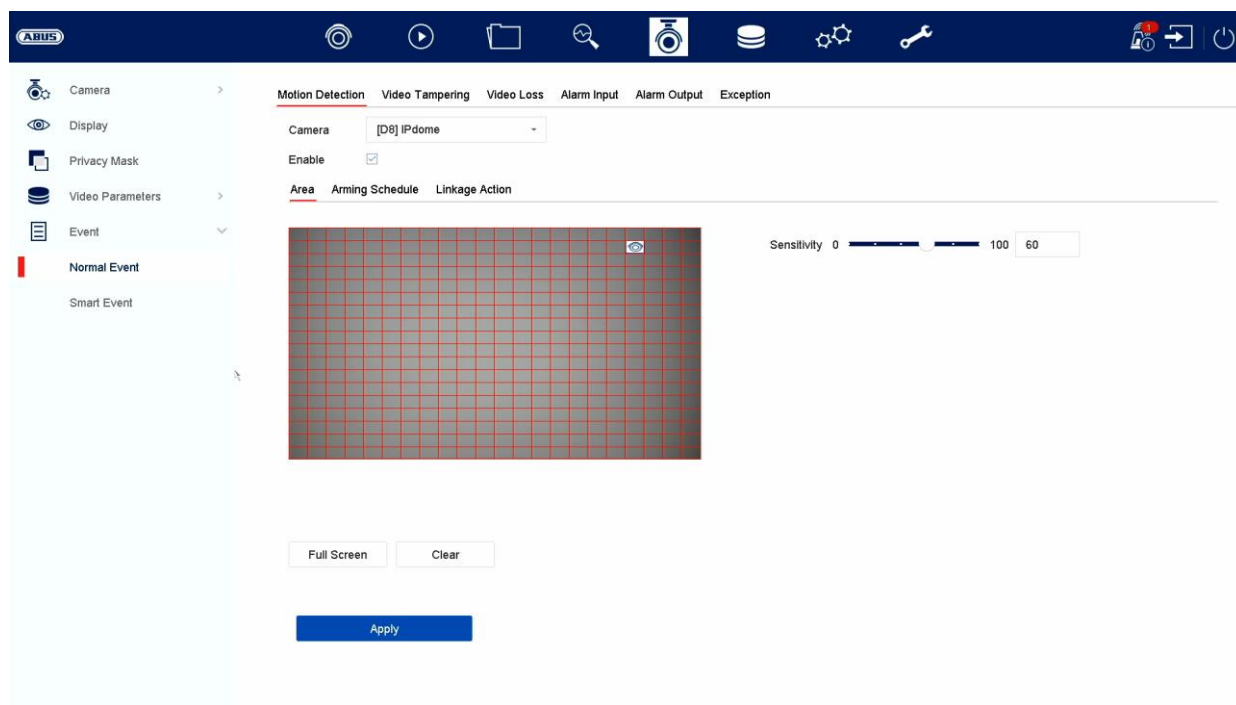 ABUS
1
Camera
Display
Privacy Mask
Video Parameters
Event
Normal Event
Smart Event
Motion Detection Video Tampering Video Loss Alarm Input Alarm Output Exception
Camera [D8] IPdome
Enable
Area Arming Schedule Linkage Action
Sensitivity 0 100 60
Full Screen Clear
Apply